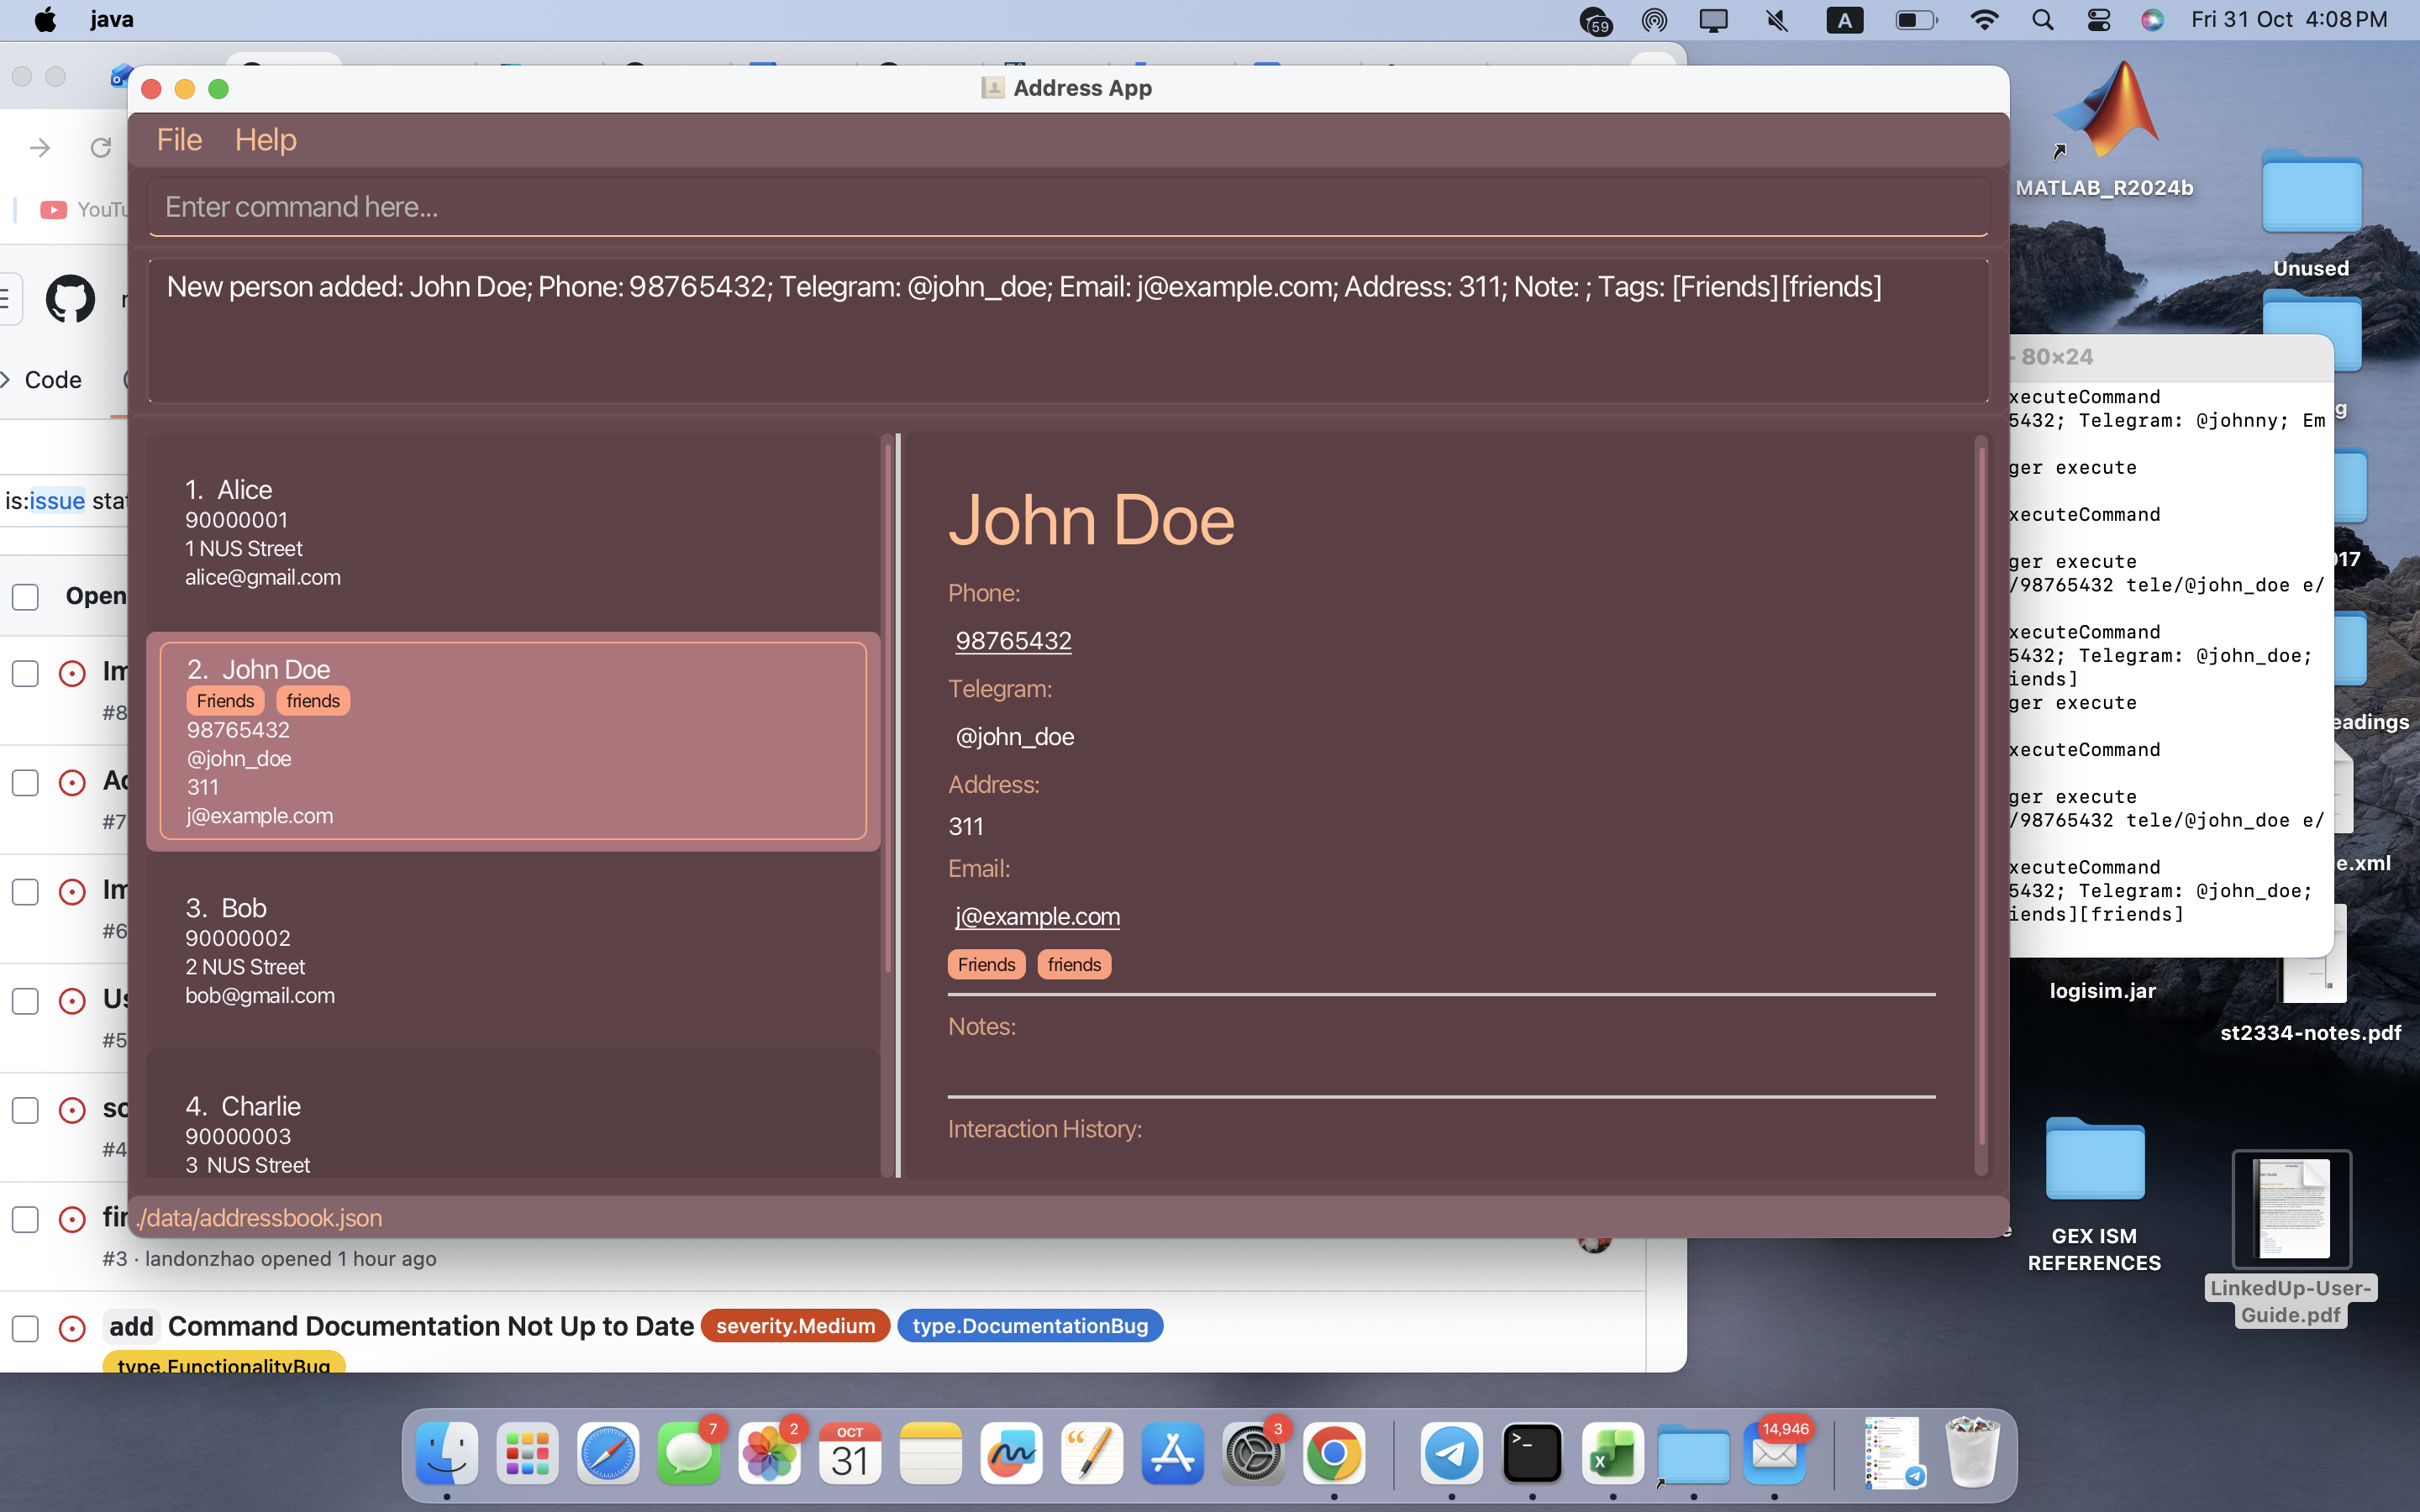 java
59
A
Fri 31 Oct 4:08 PM
Address App
File Help
YouTu
Enter command here...
New person added: John Doe; Phone: 98765432; Telegram: @john_doe; Email: j@example.com; Address: 311; Note: ; Tags: [Friends][friends]
Code
is:issue stat
Open
#8
#7
#6
#5
#4
1. Alice
90000001
1 NUS Street
alice@gmail.com
2. John Doe
Friends friends
98765432
@john_doe
311
j@example.com
3. Bob
90000002
2 NUS Street
bob@gmail.com
4. Charlie
90000003
3 NUS Street
John Doe
Phone:
98765432
Telegram:
@john_doe
Address:
311
Email:
j@example.com
Friends friends
Notes:
Interaction History:
./data/addressbook.json
#3 · landonzhao opened 1 hour ago
add Command Documentation Not Up to Date severity.Medium type.DocumentationBug
type.FunctionalityBug
80×24
xecuteCommand
5432; Telegram: @johnny; Em
ger execute
xecuteCommand
ger execute
/98765432 tele/@john_doe e/
xecuteCommand
5432; Telegram: @john_doe;
iends]
ger execute
xecuteCommand
ger execute
/98765432 tele/@john_doe e/
xecuteCommand
5432; Telegram: @john_doe;
iends][friends]
MATLAB_R2024b
Unused
g
017
eadings
e.xml
logisim.jar
st2334-notes.pdf
GEX ISM
REFERENCES
LinkedUp-User-
Guide.pdf
7
2
OCT
31
3
14,946